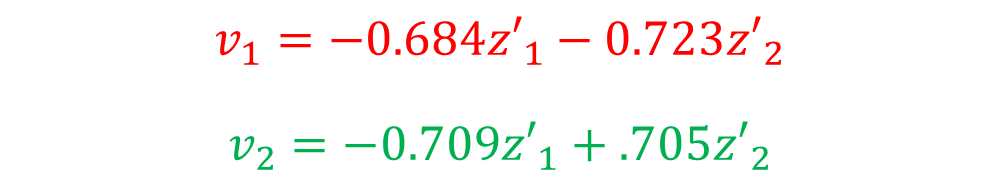 v₁ = −0.684z′₁ − 0.723z′₂
v₂ = −0.709z′₁ + .705z′₂